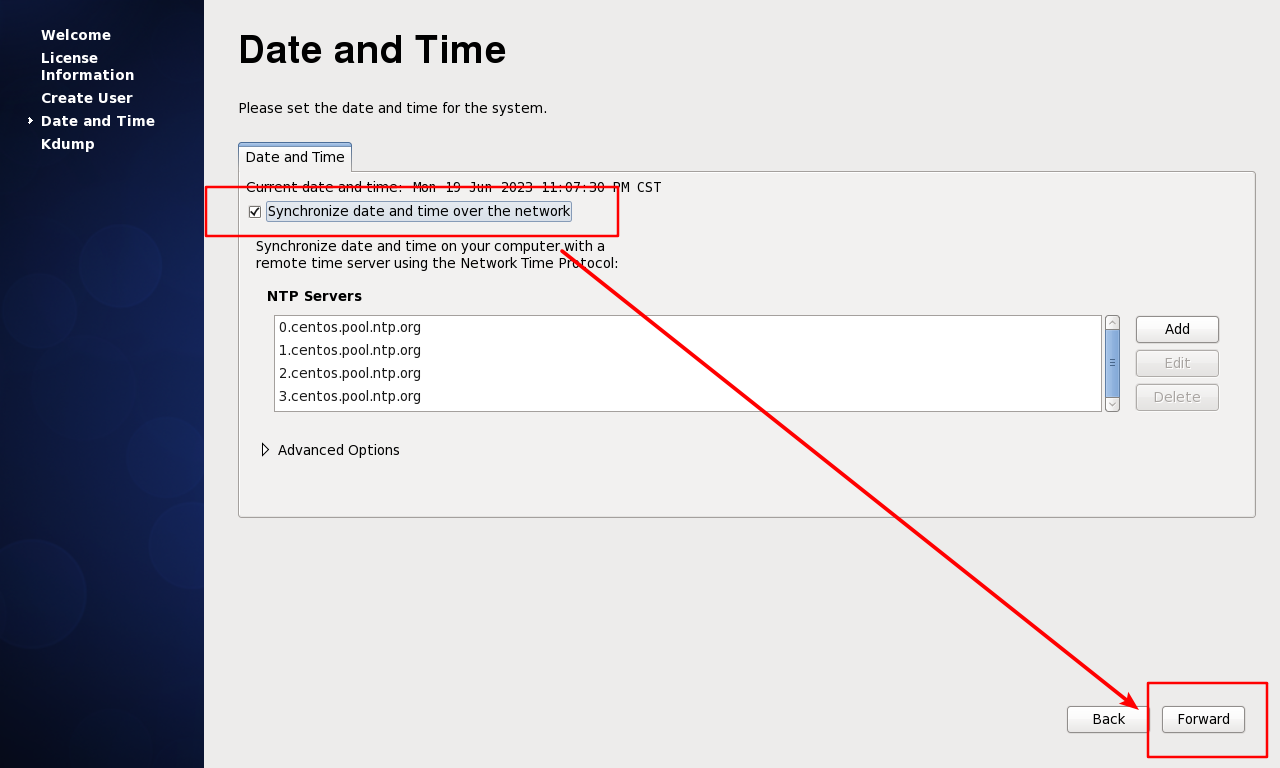 Welcome
License
Information
Create User
Date and Time
Kdump
Date and Time
Please set the date and time for the system.
Date and Time
Current date and time: Mon 19 Jun 2023 11:07:30 PM CST
Synchronize date and time over the network
Synchronize date and time on your computer with a
remote time server using the Network Time Protocol:
NTP Servers
0.centos.pool.ntp.org
1.centos.pool.ntp.org
2.centos.pool.ntp.org
3.centos.pool.ntp.org
Add
Edit
Delete
Advanced Options
Back
Forward